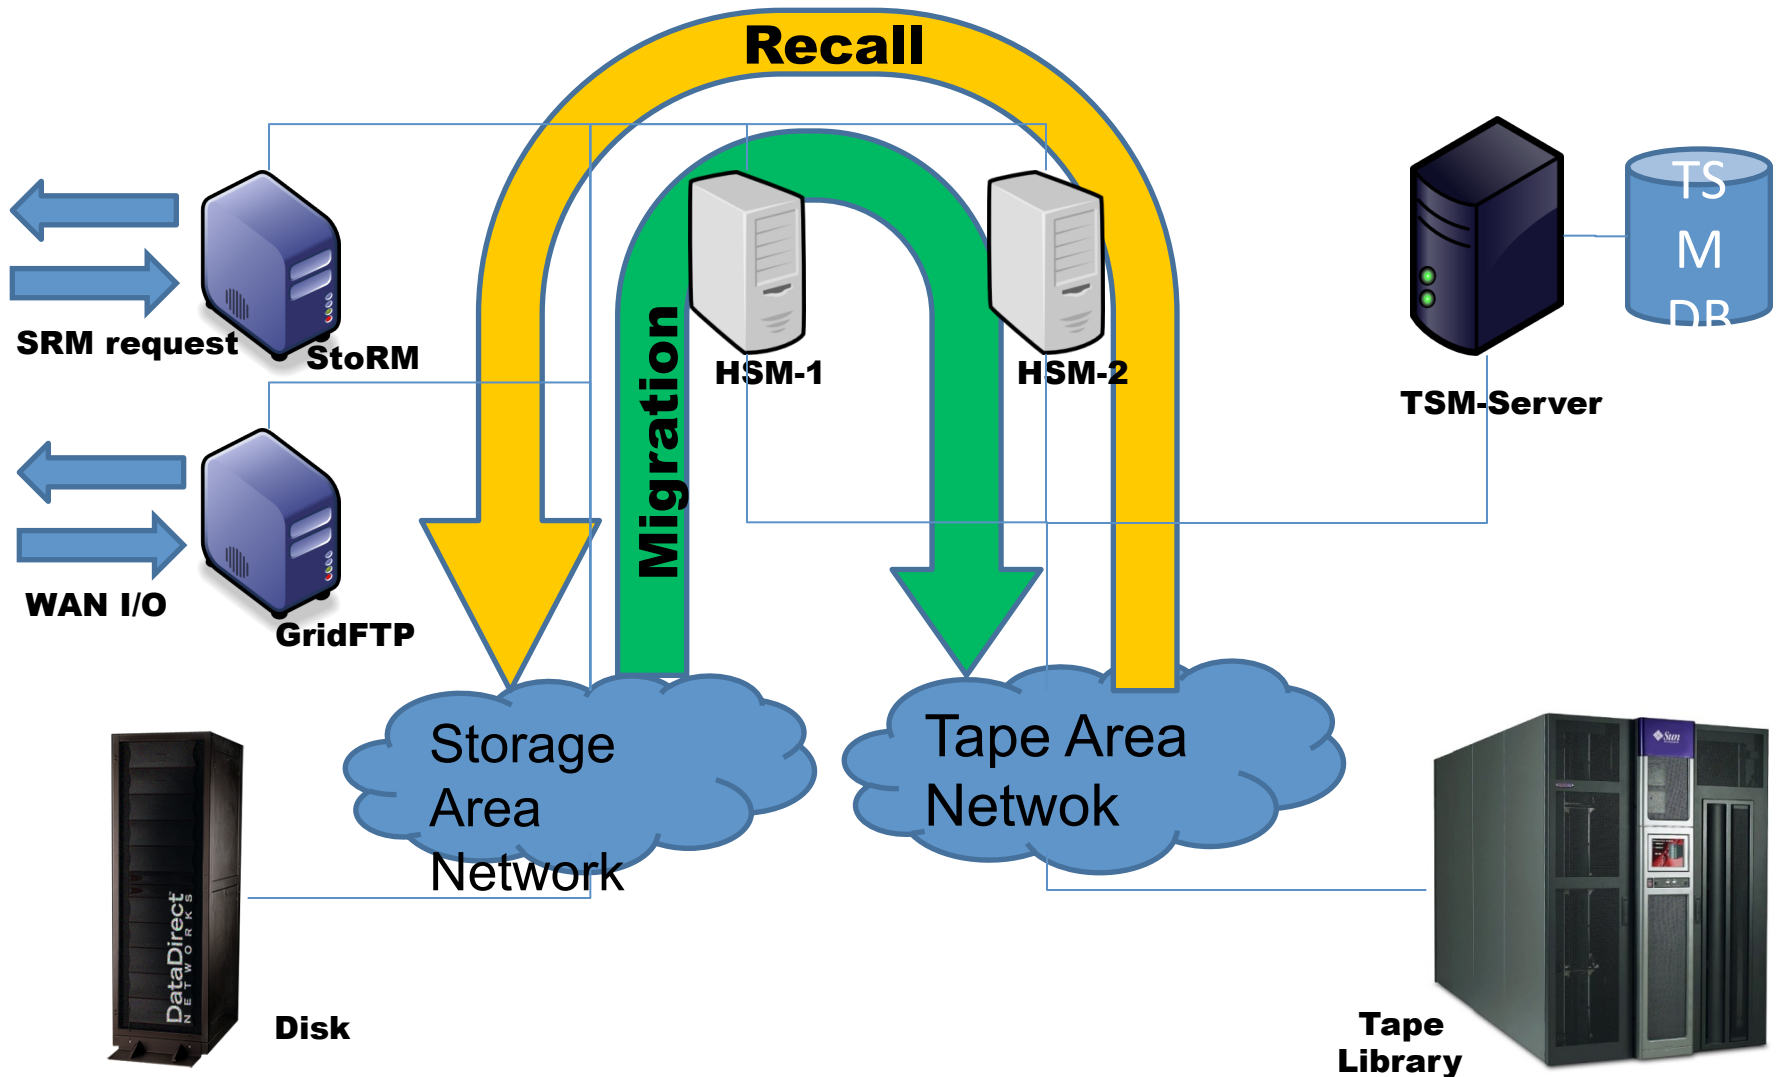 Recall
TS
M
DB
SRM request
StoRM
HSM-1
HSM-2
TSM-Server
Migration
WAN I/O
GridFTP
Storage
Area
Network
Tape Area
Netwok
Sun
DataDirect
NETWORKS
Disk
Tape
Library